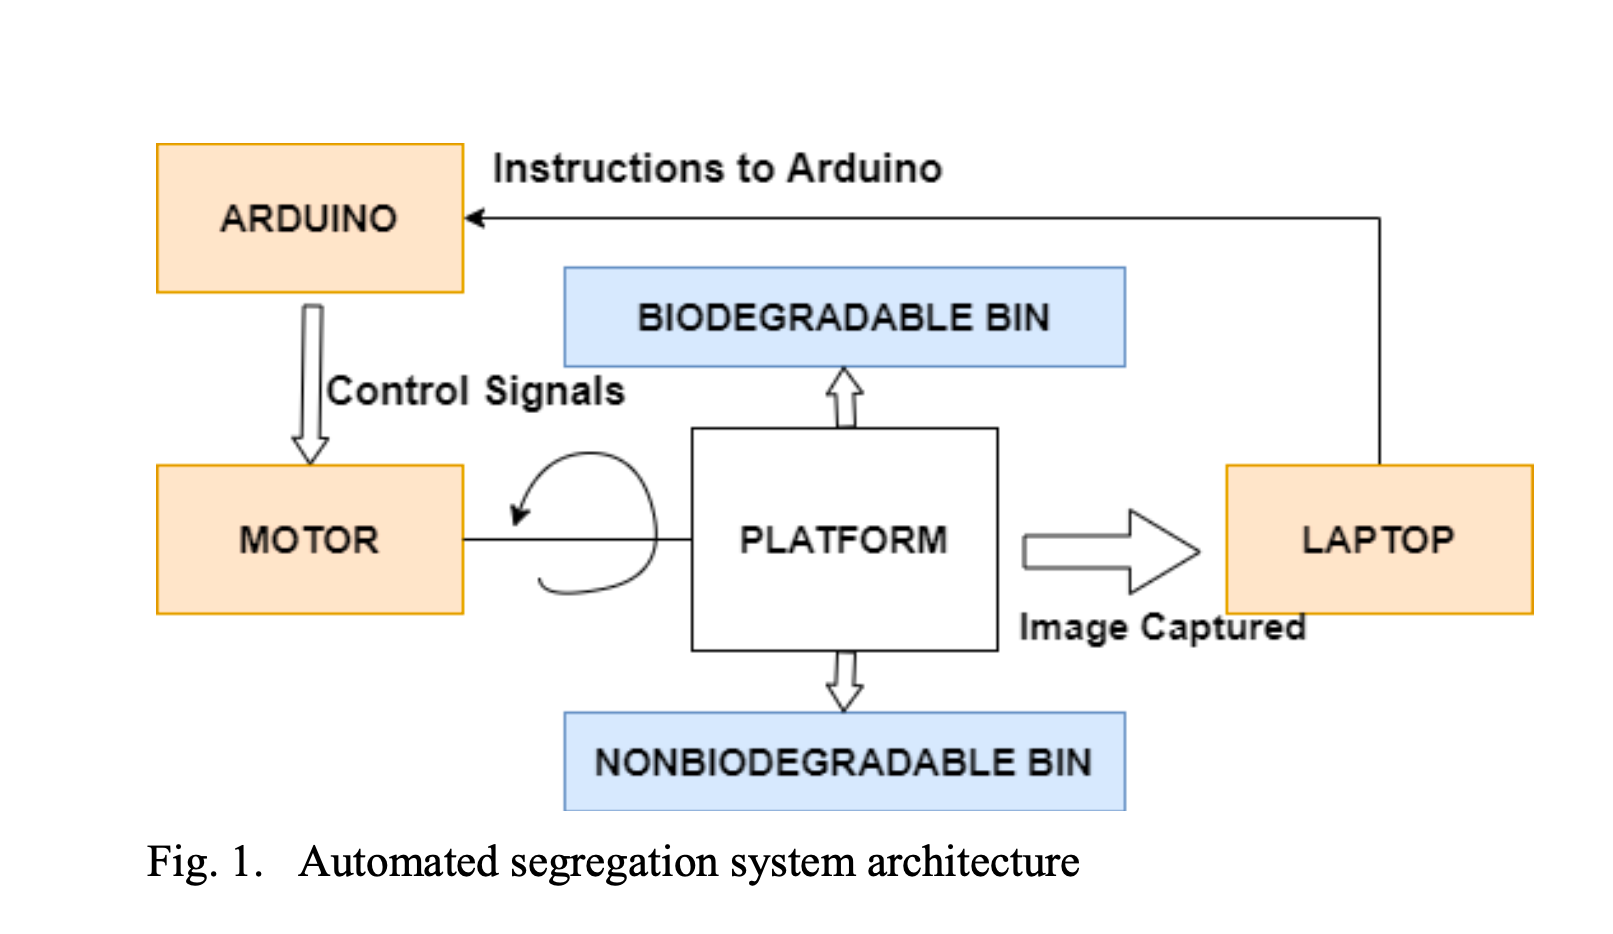 Instructions to Arduino
ARDUINO
BIODEGRADABLE BIN
Control Signals
MOTOR
PLATFORM
LAPTOP
Image Captured
NONBIODEGRADABLE BIN
Fig. 1. Automated segregation system architecture